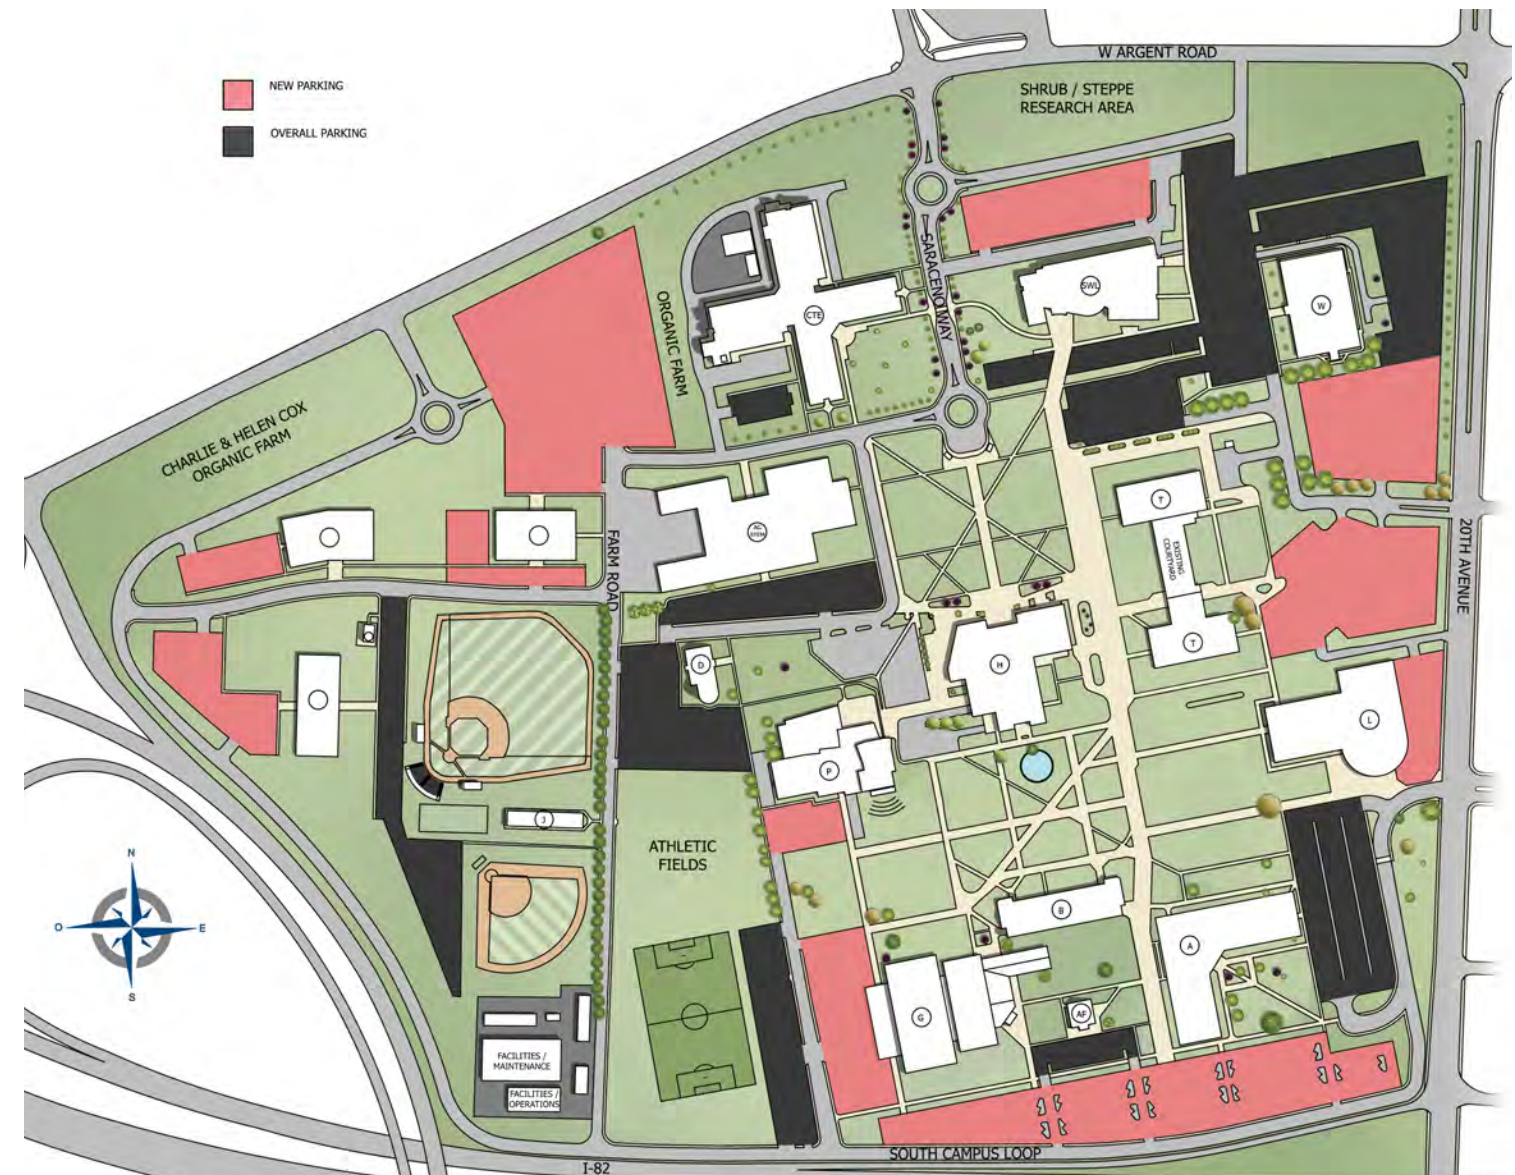 W ARGENT ROAD
NEW PARKING
OVERALL PARKING
SHRUB / STEPPE
RESEARCH AREA
SARACENO WAY
ORGANIC FARM
CTE
SWL
W
CHARLIE & HELEN COX
ORGANIC FARM
T
EXISTING
COURTYARD
T
20TH AVENUE
FARM ROAD
D
H
L
P
J
ATHLETIC
FIELDS
N
O
E
S
B
A
G
AF
FACILITIES /
MAINTENANCE
FACILITIES /
OPERATIONS
SOUTH CAMPUS LOOP
I-82